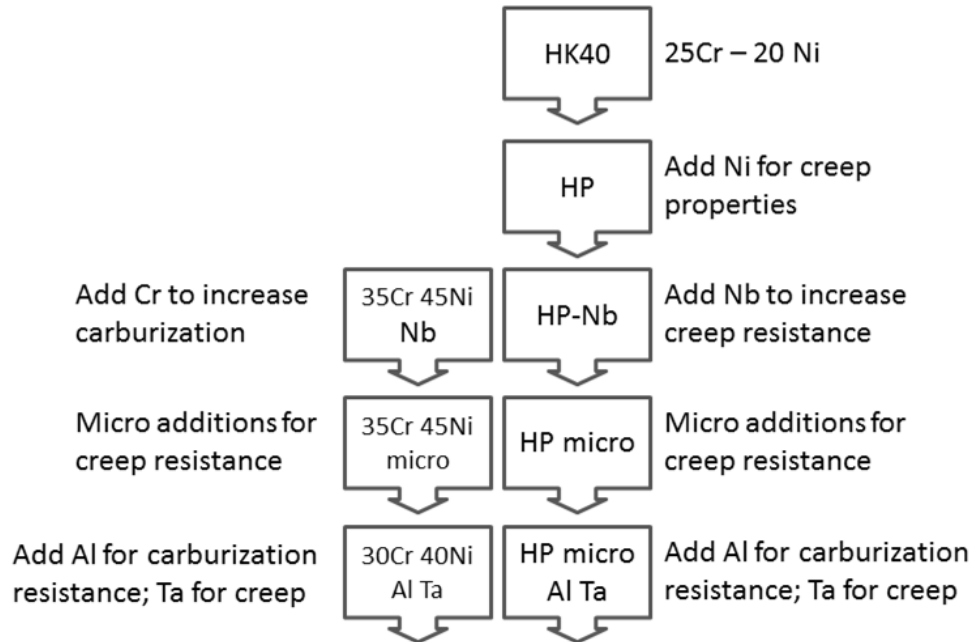 HK40
25Cr – 20 Ni
HP
Add Ni for creep
properties
Add Cr to increase
carburization
35Cr 45Ni
Nb
HP-Nb
Add Nb to increase
creep resistance
Micro additions for
creep resistance
35Cr 45Ni
micro
HP micro
Micro additions for
creep resistance
Add Al for carburization
resistance; Ta for creep
30Cr 40Ni
Al Ta
HP micro
Al Ta
Add Al for carburization
resistance; Ta for creep